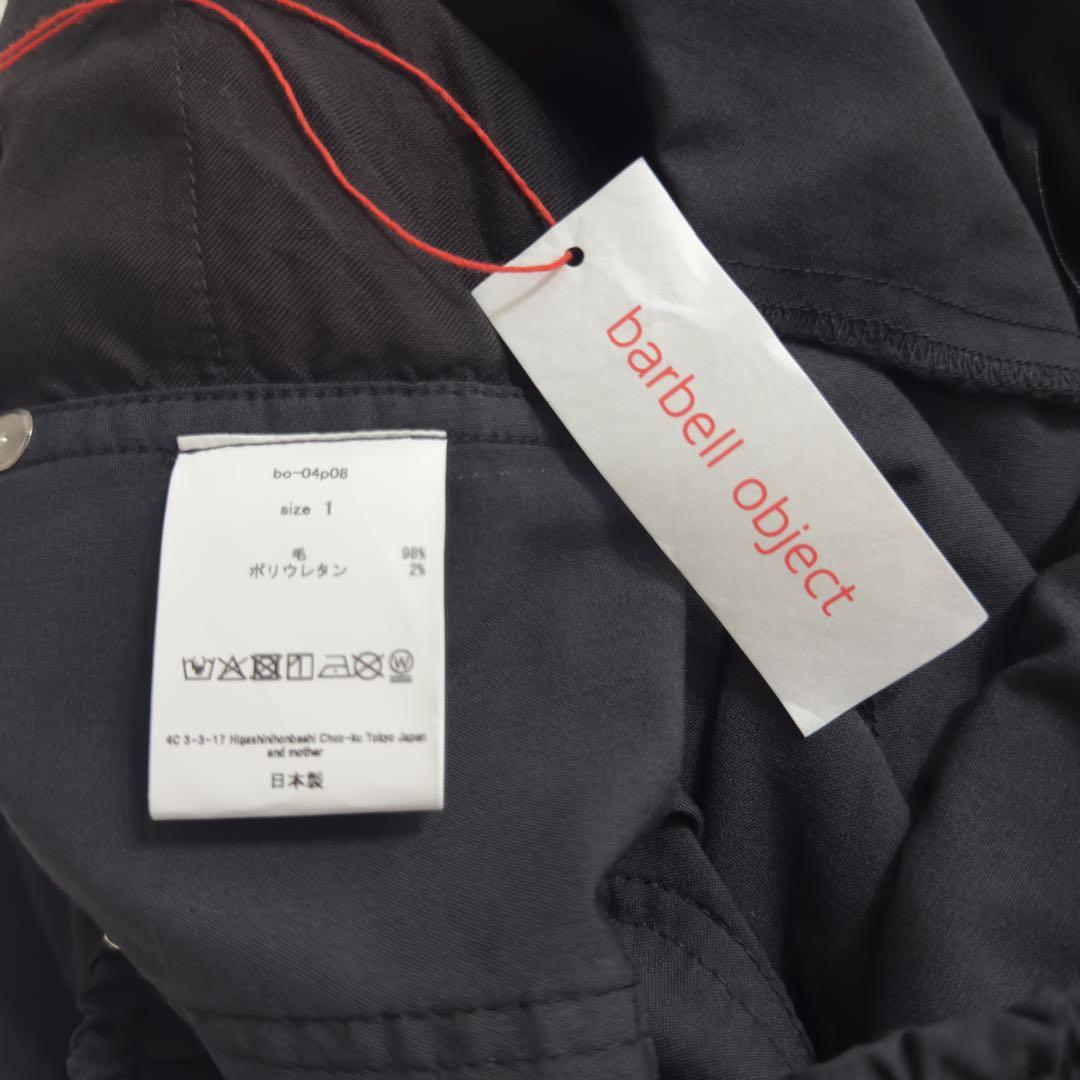 barbell object
bo-04p08
size 1
毛 98%
ポリウレタン 2%
4C 3-3-17 Higashinihonbashi Chuo-ku Tokyo Japan
and mother
日本製